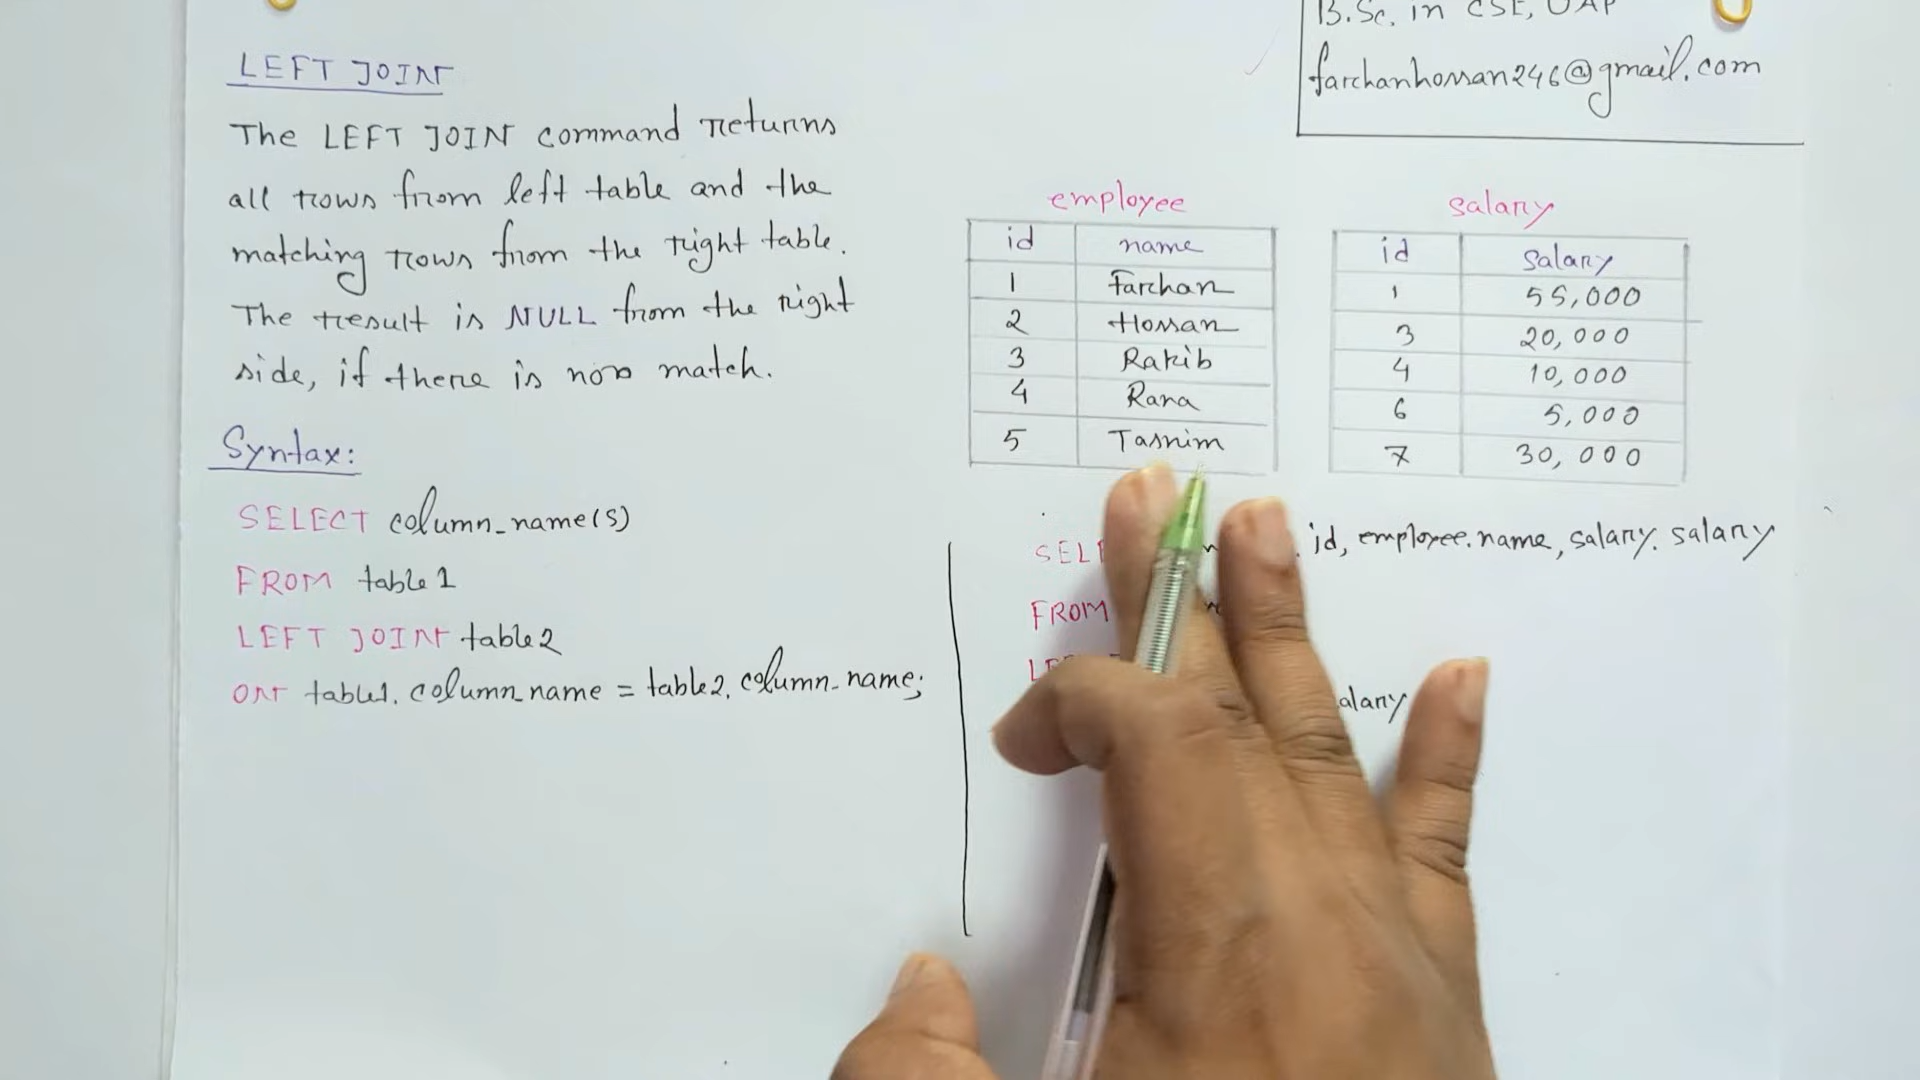 B.Sc. in CSE, UAP
farhanhossan246@gmail.com
LEFT JOIN
The LEFT JOIN command returns
all rows from left table and the
matching rows from the right table.
The result is NULL from the right
side, if there is no match.
Syntax:
SELECT column_name(s)
FROM table1
LEFT JOIN table2
ON table1.column_name = table2.column_name;
employee
id name
1 Farhan
2 Hossan
3 Rakib
4 Rana
5 Tasnim
salary
id salary
1 55,000
3 20,000
4 10,000
6 5,000
7 30,000
id, employee.name, salary.salary
FROM